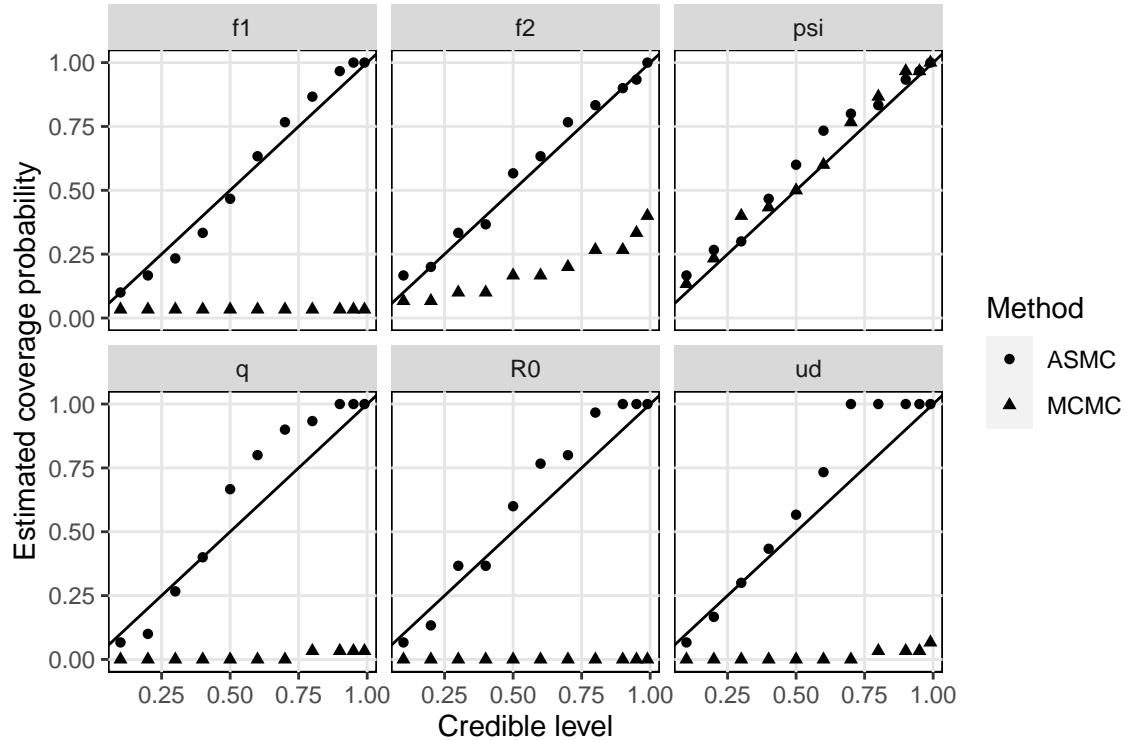 f1 f2 psi
1.00
0.75
0.50
0.25
0.00
q R0 ud
1.00
0.75
0.50
0.25
0.00
0.25 0.50 0.75 1.00 0.25 0.50 0.75 1.00 0.25 0.50 0.75 1.00
Credible level
Estimated coverage probability
Method
ASMC
MCMC